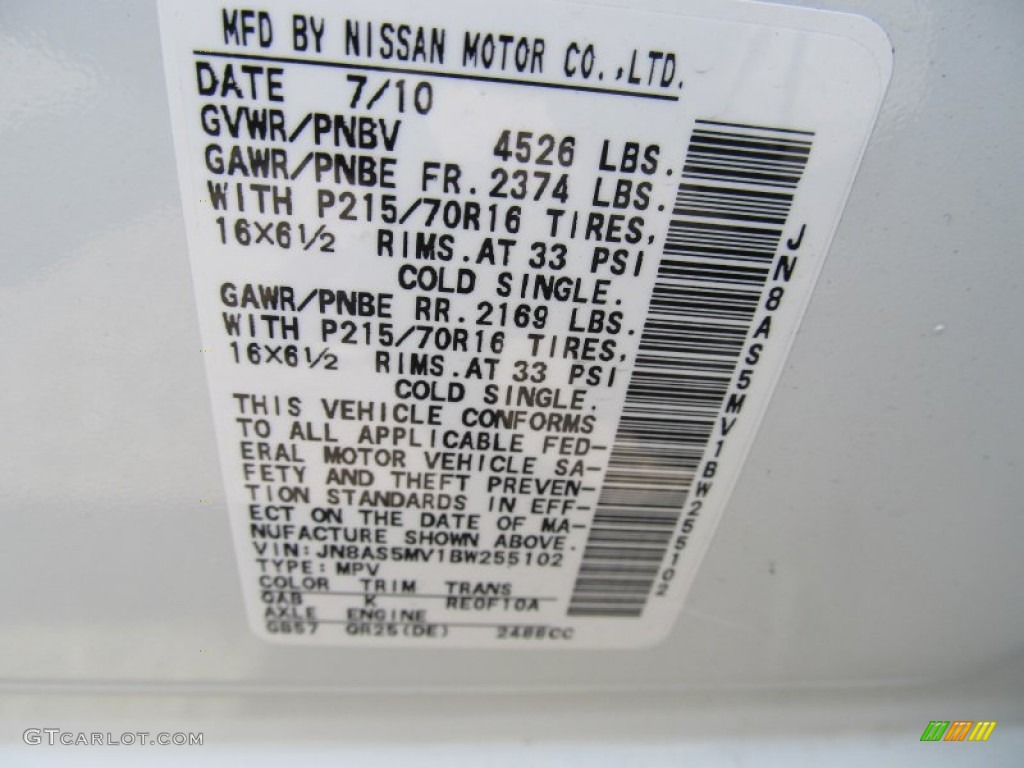 MFD BY NISSAN MOTOR CO.,LTD.
DATE 7/10
GVWR/PNBV 4526 LBS.
GAWR/PNBE FR. 2374 LBS.
WITH P215/70R16 TIRES,
16X6½ RIMS.AT 33 PSI
COLD SINGLE.
GAWR/PNBE RR. 2169 LBS.
WITH P215/70R16 TIRES,
16X6½ RIMS.AT 33 PSI
COLD SINGLE.
THIS VEHICLE CONFORMS
TO ALL APPLICABLE FED-
ERAL MOTOR VEHICLE SA-
FETY AND THEFT PREVEN-
TION STANDARDS IN EFF-
ECT ON THE DATE OF MA-
NUFACTURE SHOWN ABOVE.
VIN: JN8AS5MV1BW255102
TYPE: MPV
COLOR TRIM TRANS
QAB K RE0F10A
AXLE ENGINE
GB57 QR25(DE) 2488CC
JN8AS5MV1BW255102
GTCARLOT.COM